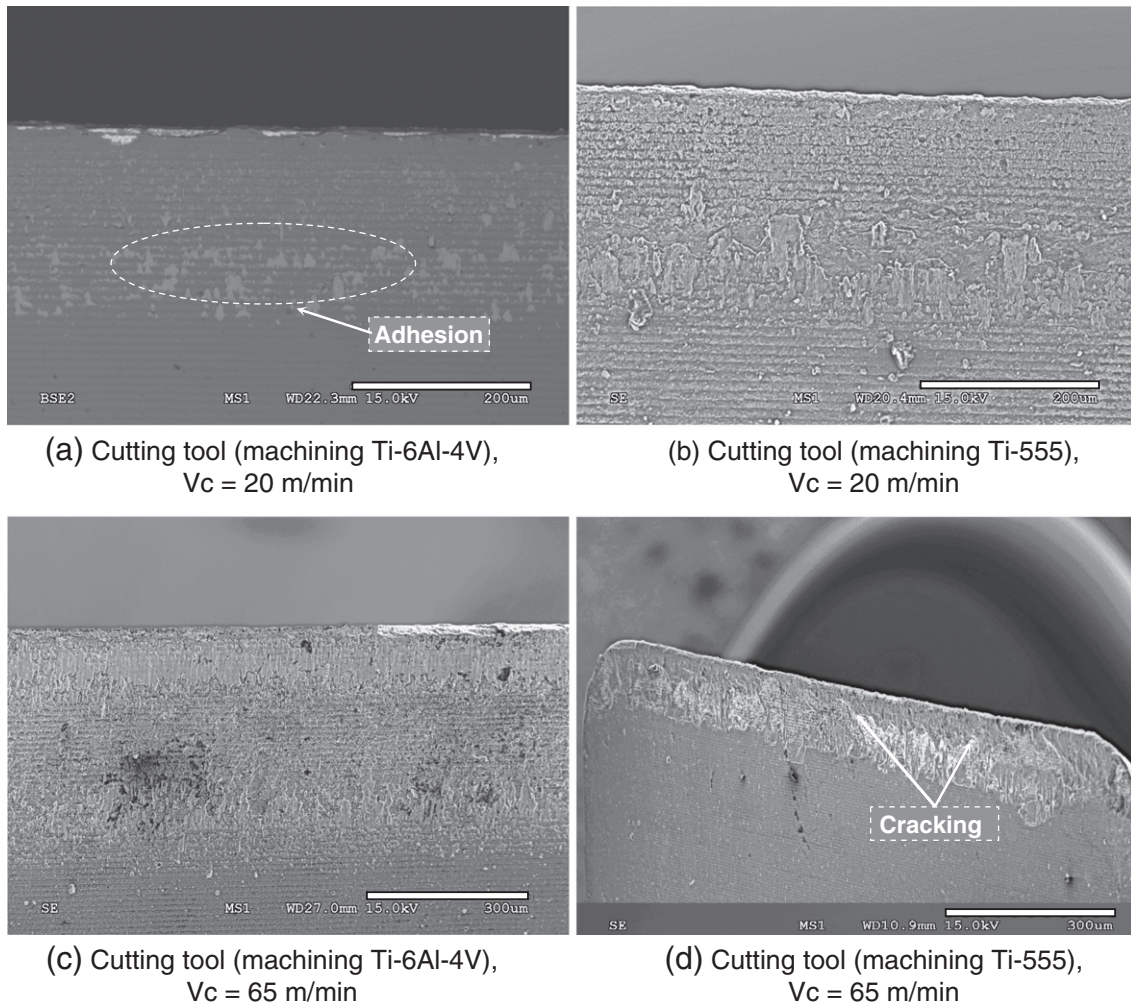 Adhesion
BSE2 MS1 WD22.3mm 15.0kV 200um
SE MS1 WD20.4mm 15.0kV 200um
(a) Cutting tool (machining Ti-6Al-4V),
Vc = 20 m/min
(b) Cutting tool (machining Ti-555),
Vc = 20 m/min
SE MS1 WD27.0mm 15.0kV 300um
Cracking
SE MS1 WD10.9mm 15.0kV 300um
(c) Cutting tool (machining Ti-6Al-4V),
Vc = 65 m/min
(d) Cutting tool (machining Ti-555),
Vc = 65 m/min